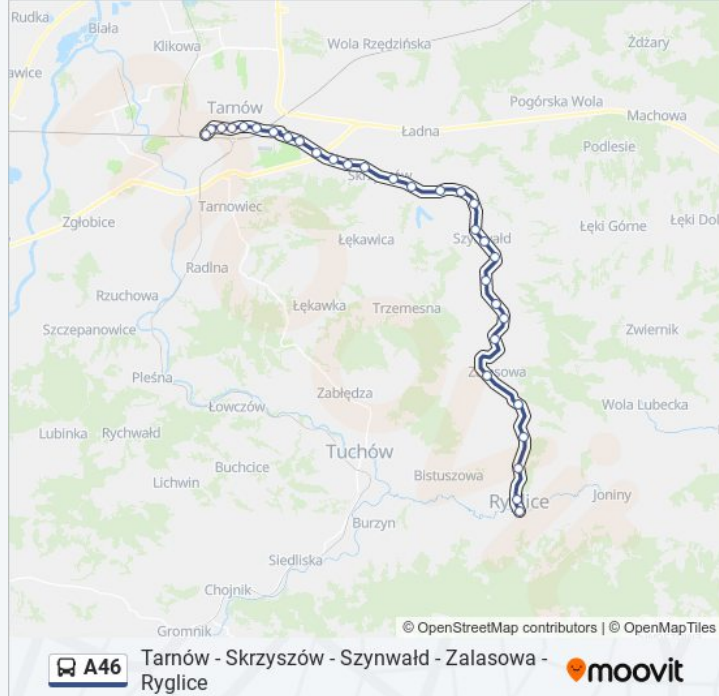 Rudka
Biała
Klikowa
Wola Rzędzińska
Żdżary
awice
Tarnów
Pogórska Wola
Machowa
Ładna
Podlesie
Skrzyszów
Tarnowiec
Zgłobice
Łękawica
Szynwałd
Łęki Górne
Łęki Dol
Radlna
Rzuchowa
Łękawka
Trzemesna
Szczepanowice
Zwiernik
Pleśna
Zalasowa
Zabłędza
Łowczów
Wola Lubecka
Lubinka
Rychwałd
Tuchów
Buchcice
Bistuszowa
Lichwin
Ryglice
Joniny
Burzyn
Siedliska
Chojnik
Gromnik
© OpenStreetMap contributors | © OpenMapTiles
A46
Tarnów - Skrzyszów - Szynwałd - Zalasowa -
Ryglice
moovit